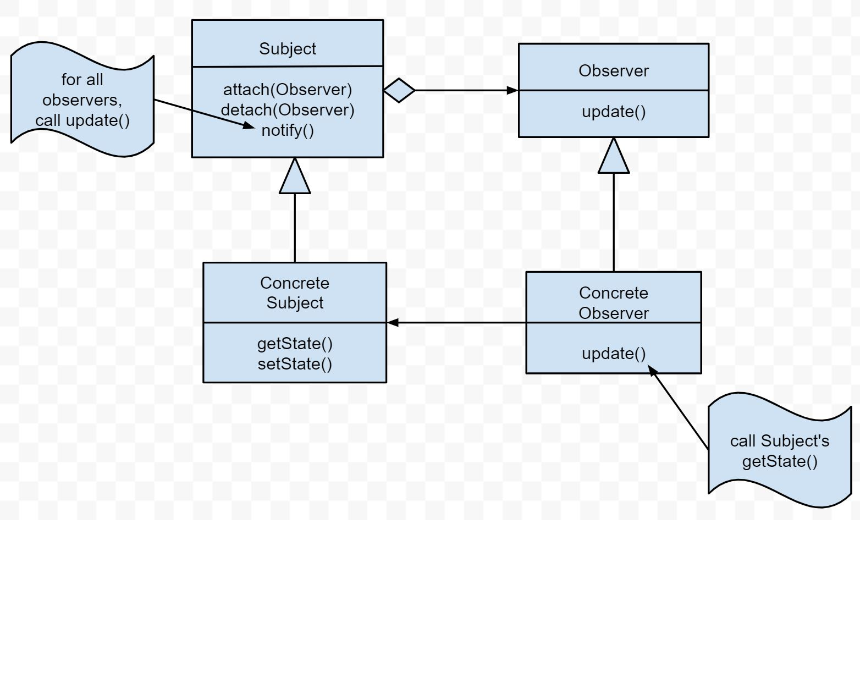 Subject
attach(Observer)
detach(Observer)
notify()
for all
observers,
call update()
Observer
update()
Concrete
Subject
getState()
setState()
Concrete
Observer
update()
call Subject's
getState()